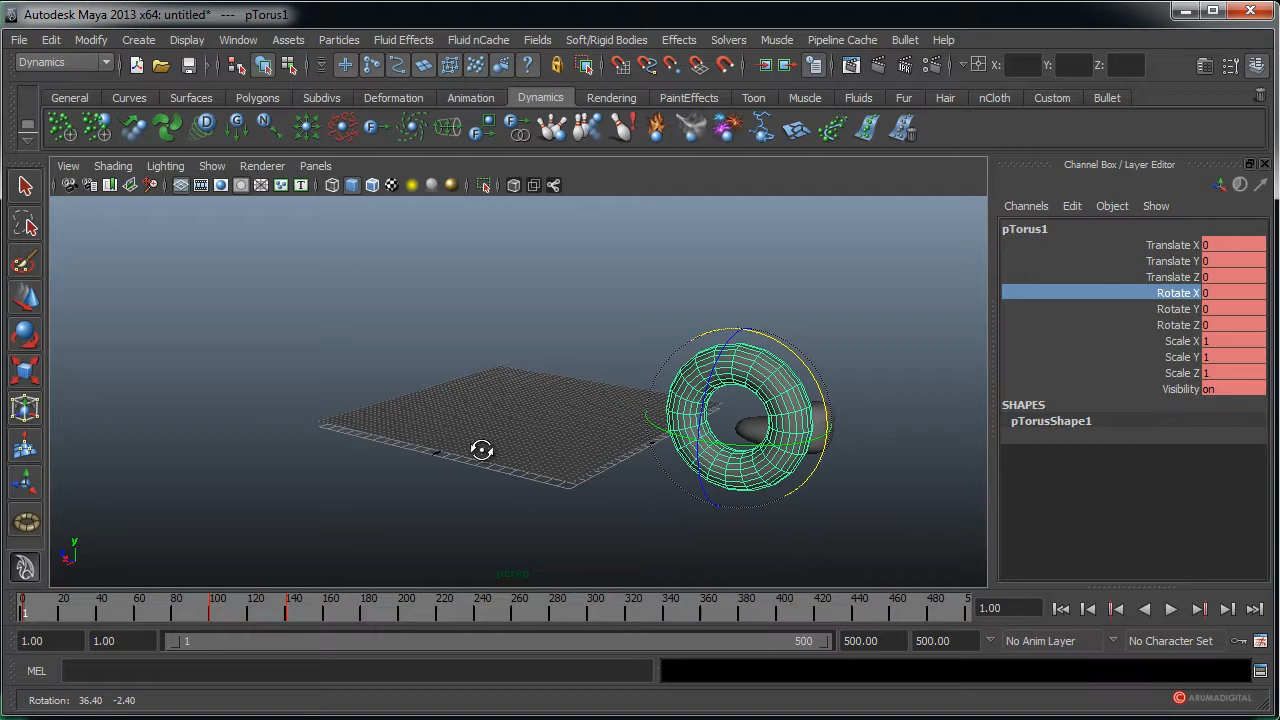 Autodesk Maya 2013 x64: untitled* --- pTorus1
File Edit Modify Create Display Window Assets Particles Fluid Effects Fluid nCache Fields Soft/Rigid Bodies Effects Solvers Muscle Pipeline Cache Bullet Help
Dynamics X: Y: Z:
General Curves Surfaces Polygons Subdivs Deformation Animation Dynamics Rendering PaintEffects Toon Muscle Fluids Fur Hair nCloth Custom Bullet
View Shading Lighting Show Renderer Panels
Channel Box / Layer Editor
Channels Edit Object Show
pTorus1
Translate X 0
Translate Y 0
Translate Z 0
Rotate X 0
Rotate Y 0
Rotate Z 0
Scale X 1
Scale Y 1
Scale Z 1
Visibility on
SHAPES
pTorusShape1
y
x
persp
0 20 40 60 80 100 120 140 160 180 200 220 240 260 280 300 320 340 360 380 400 420 440 460 480 5
1
1.00
1.00 1.00 1 500 500.00 500.00 No Anim Layer No Character Set
MEL
Rotation: 36.40 -2.40
© ARUMADIGITAL